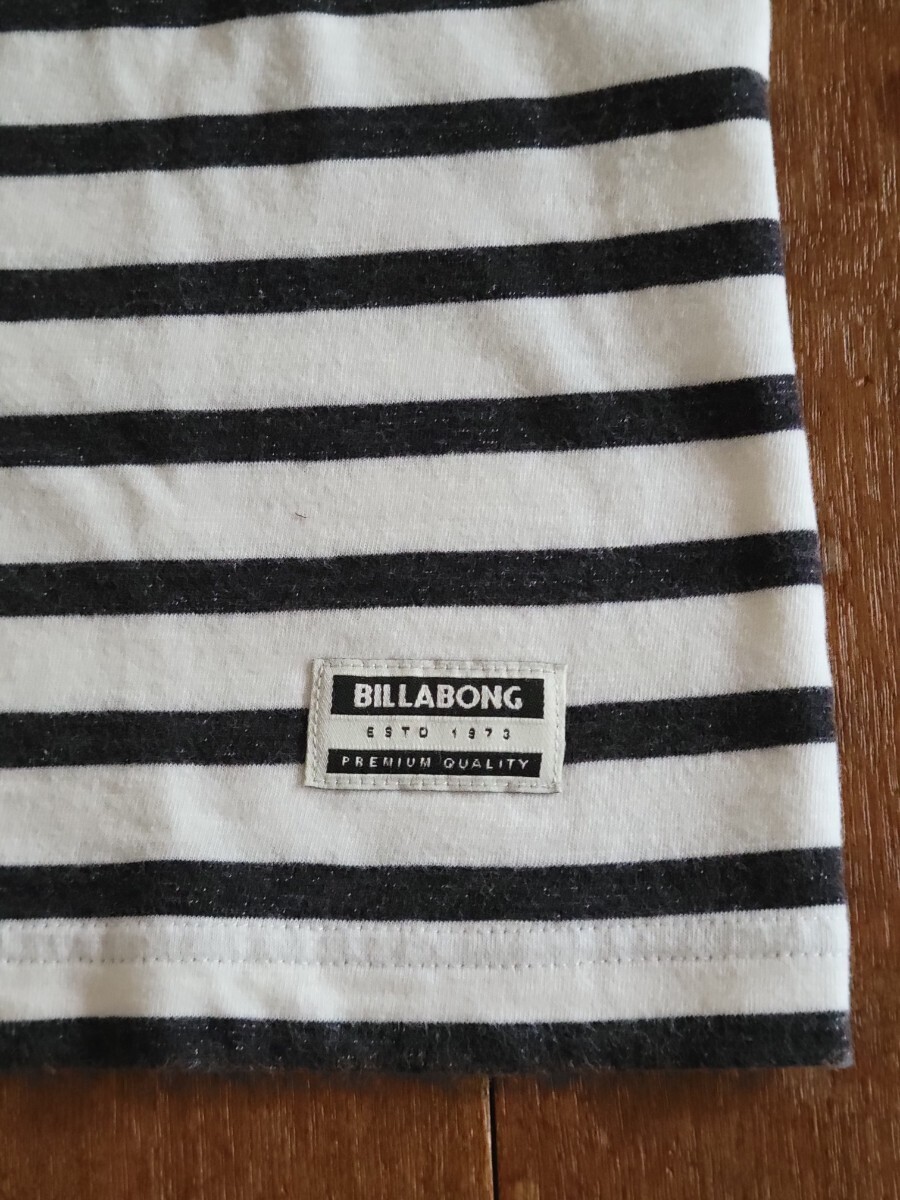 BILLABONG
ESTD 1973
PREMIUM QUALITY